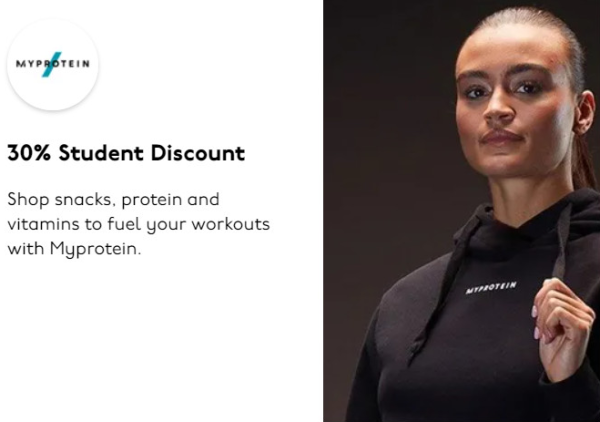 MYPROTEIN
30% Student Discount
Shop snacks, protein and
vitamins to fuel your workouts
with Myprotein.
MYPROTEIN